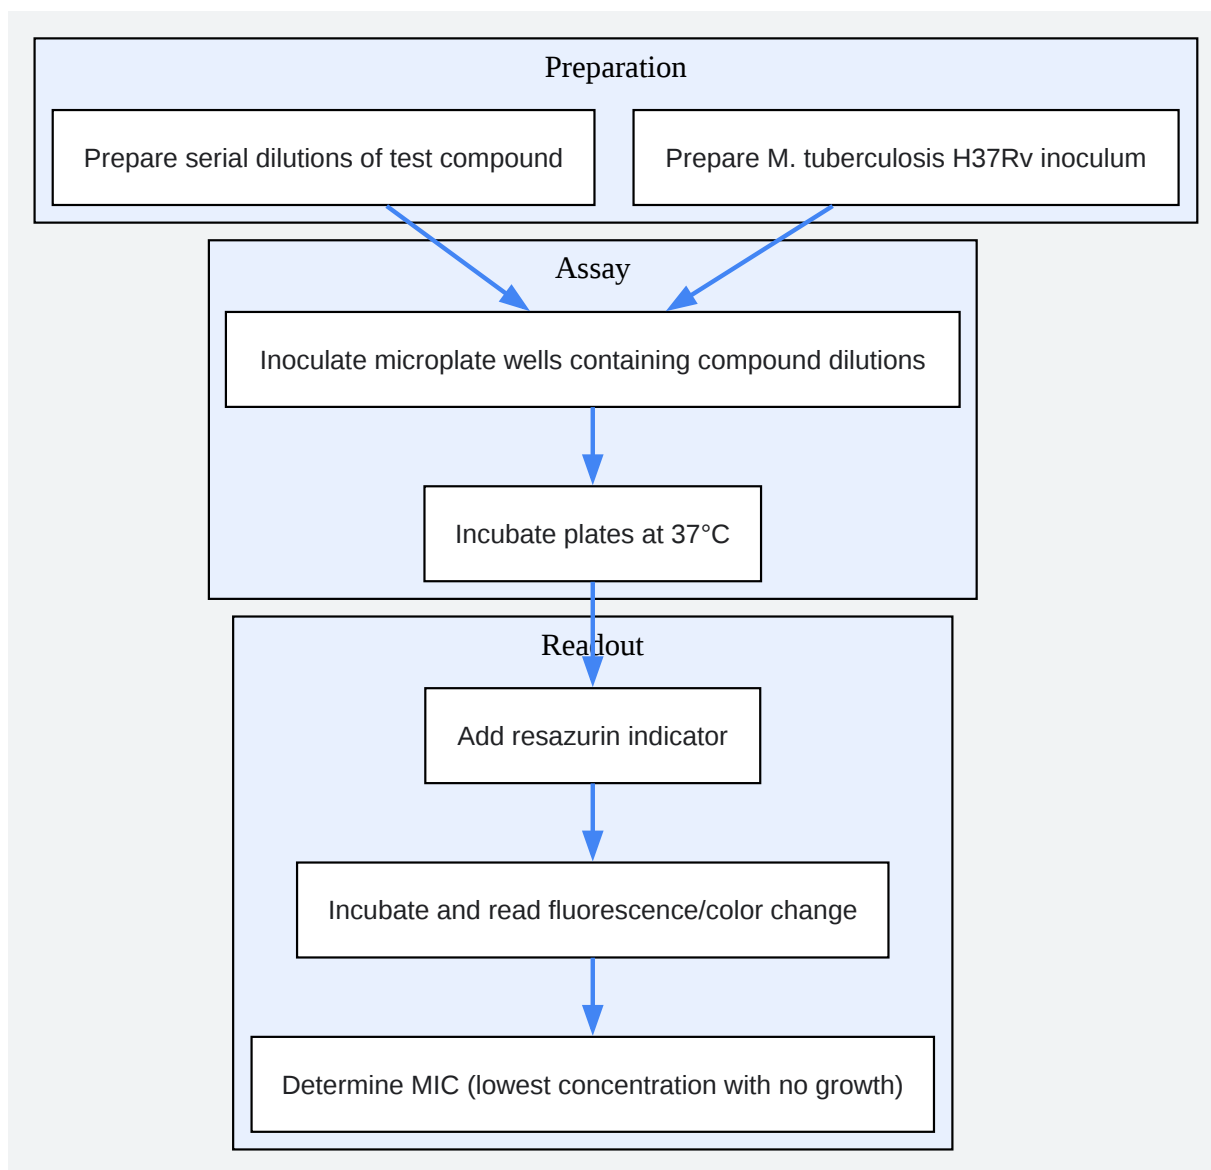 Preparation
Prepare serial dilutions of test compound
Prepare M. tuberculosis H37Rv inoculum
Assay
Inoculate microplate wells containing compound dilutions
Incubate plates at 37°C
Readout
Add resazurin indicator
Incubate and read fluorescence/color change
Determine MIC (lowest concentration with no growth)